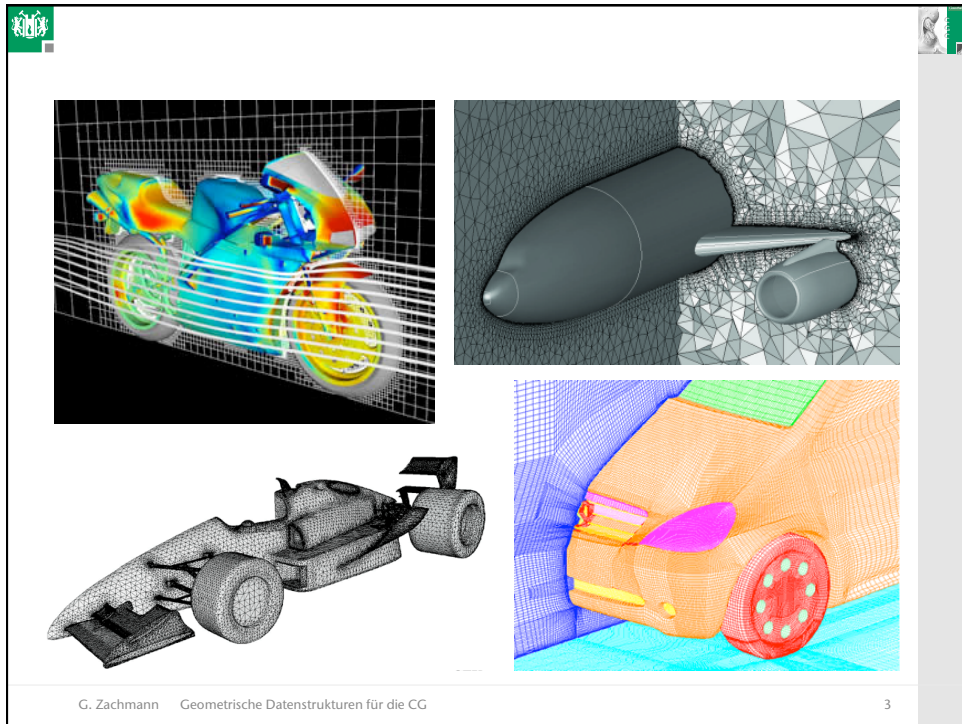 G. Zachmann Geometrische Datenstrukturen für die CG 3